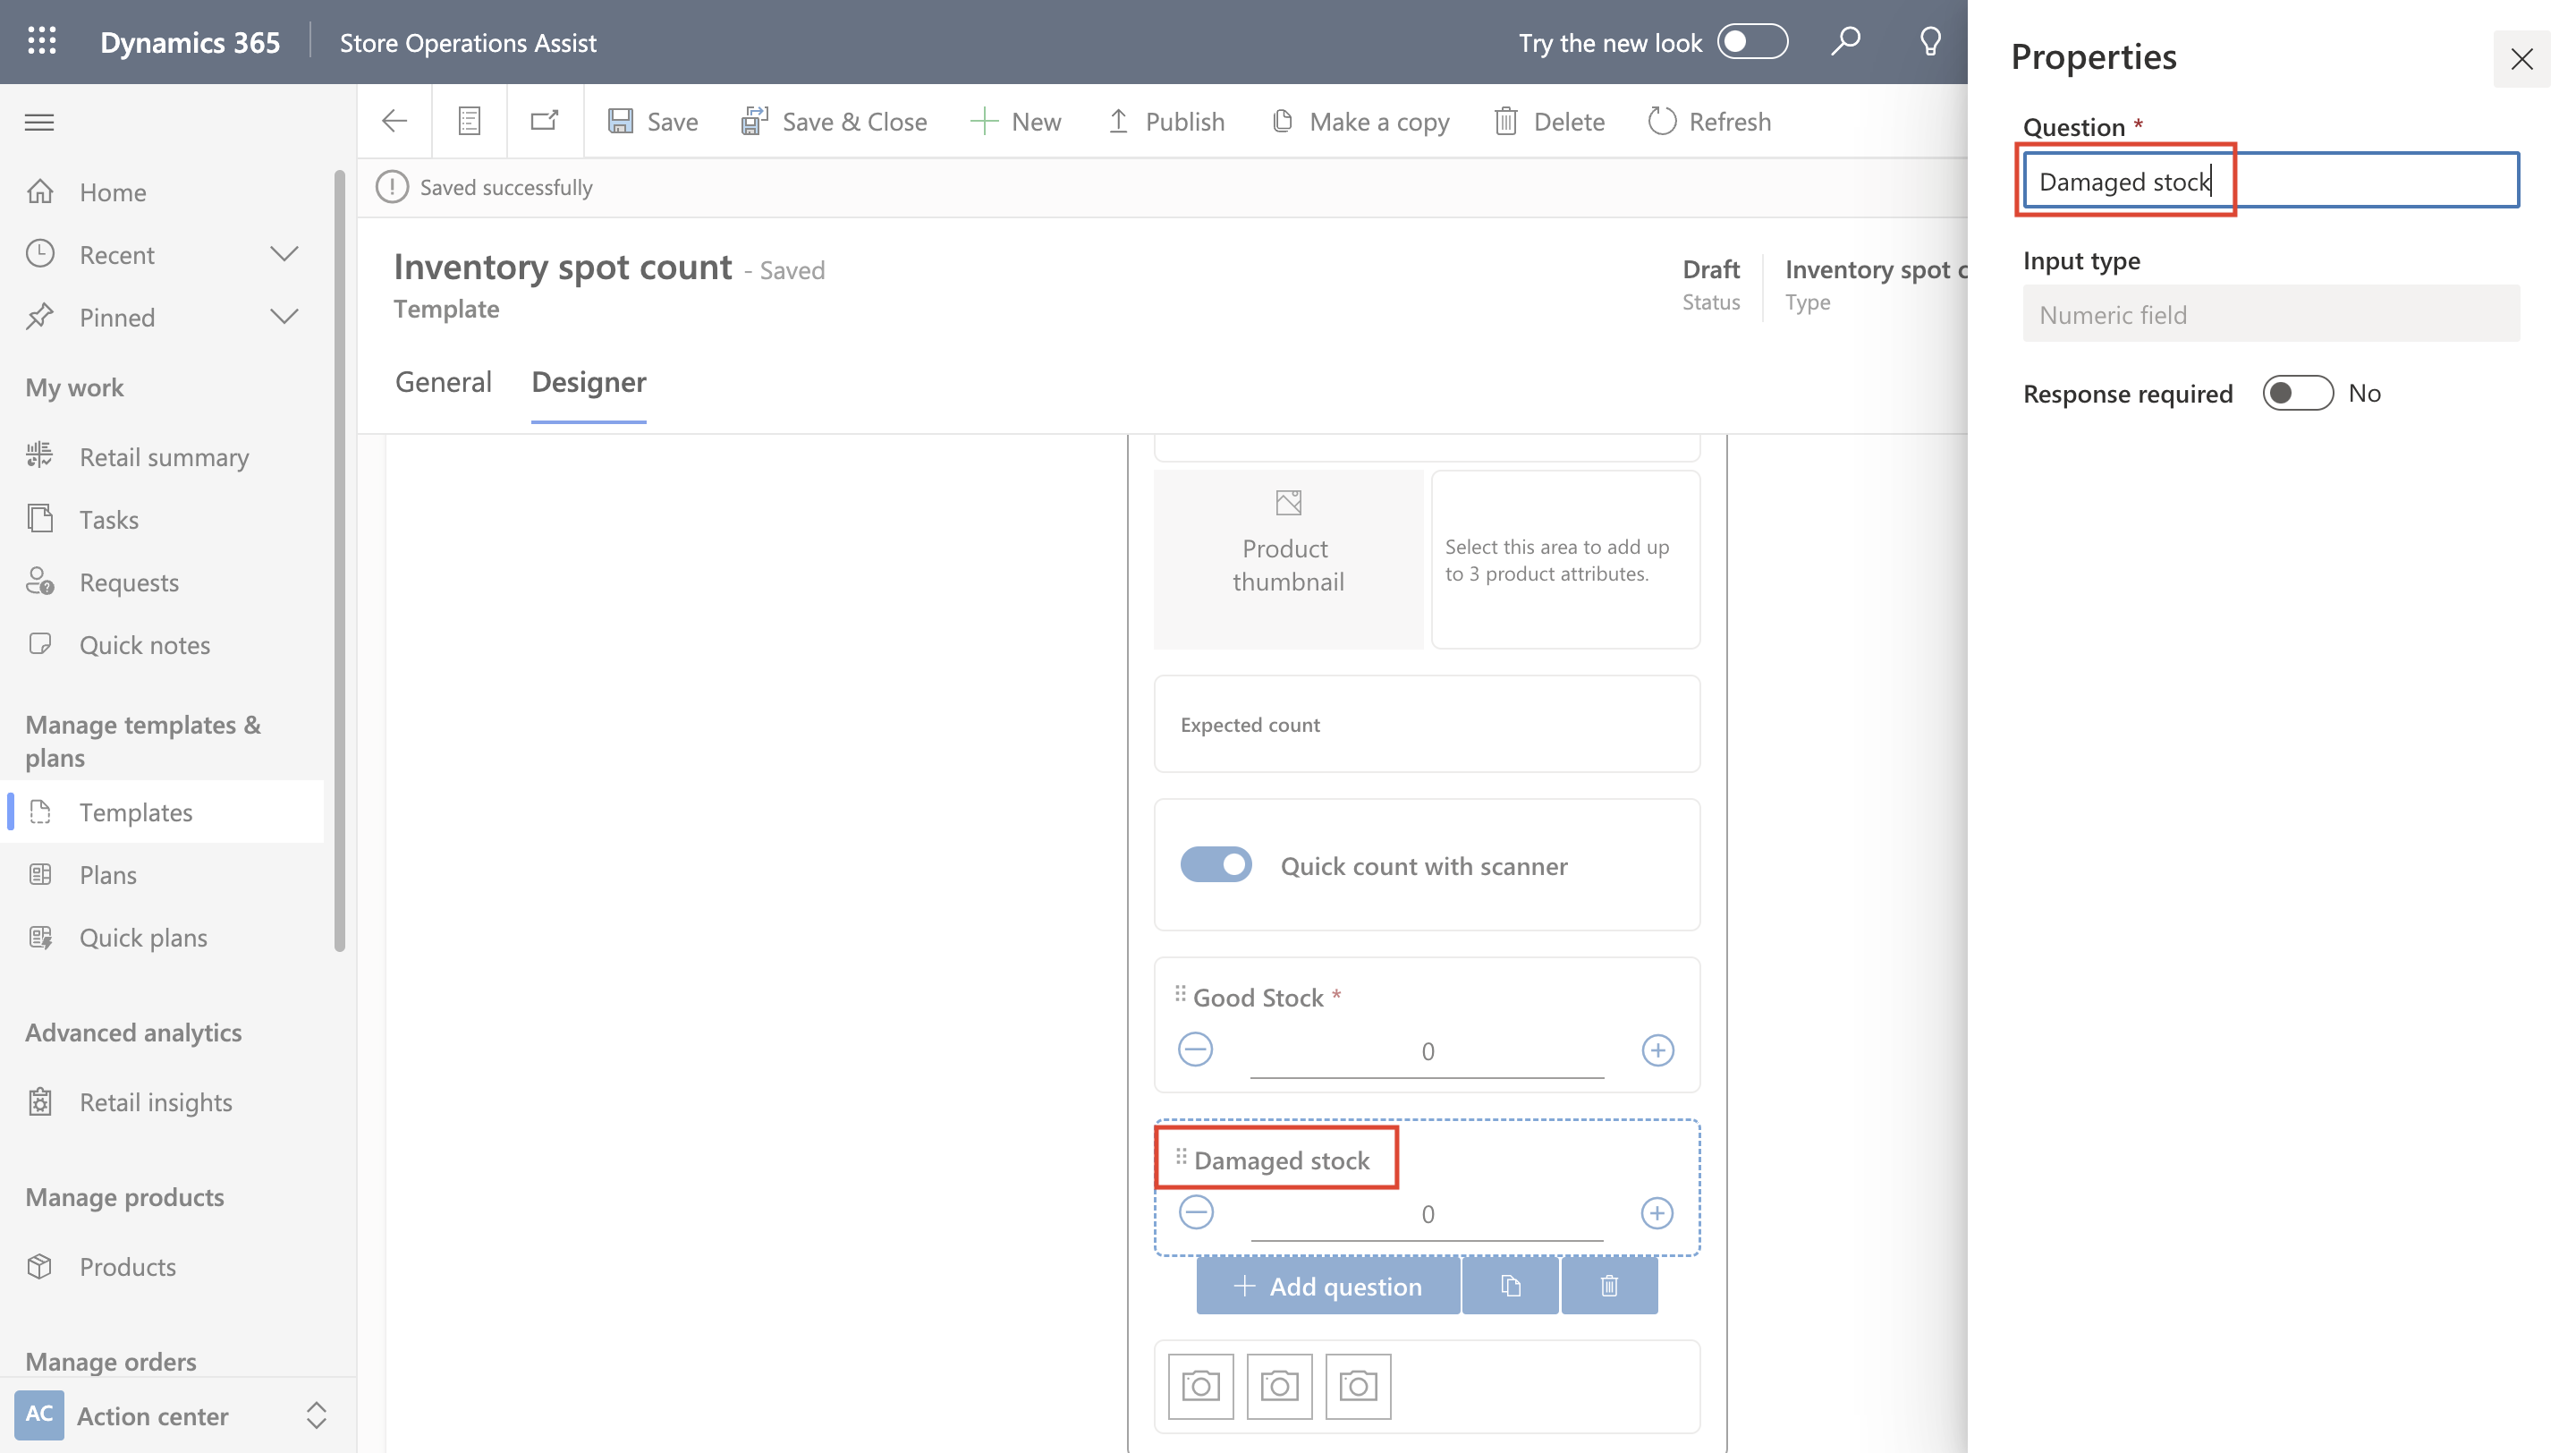 Dynamics 365
Store Operations Assist
Try the new look
Save
Save & Close
New
Publish
Make a copy
Delete
Refresh
Saved successfully
Home
Recent
Pinned
My work
Retail summary
Tasks
Requests
Quick notes
Manage templates &
plans
Templates
Plans
Quick plans
Advanced analytics
Retail insights
Manage products
Products
Manage orders
AC
Action center
Inventory spot count - Saved
Template
Draft
Status
Inventory spot c
Type
General
Designer
Product
thumbnail
Select this area to add up
to 3 product attributes.
Expected count
Quick count with scanner
Good Stock *
0
Damaged stock
0
Add question
Properties
Question *
Damaged stock
Input type
Numeric field
Response required
No